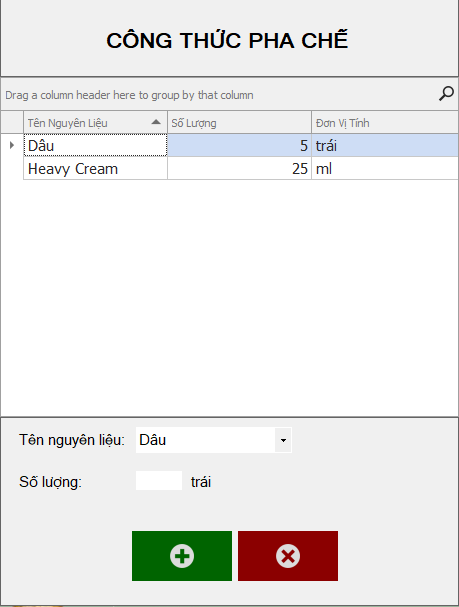 CÔNG THỨC PHA CHẾ
Drag a column header here to group by that column
Tên Nguyên Liệu Số Lượng Đơn Vị Tính
Dâu 5 trái
Heavy Cream 25 ml
Tên nguyên liệu: Dâu
Số lượng: trái